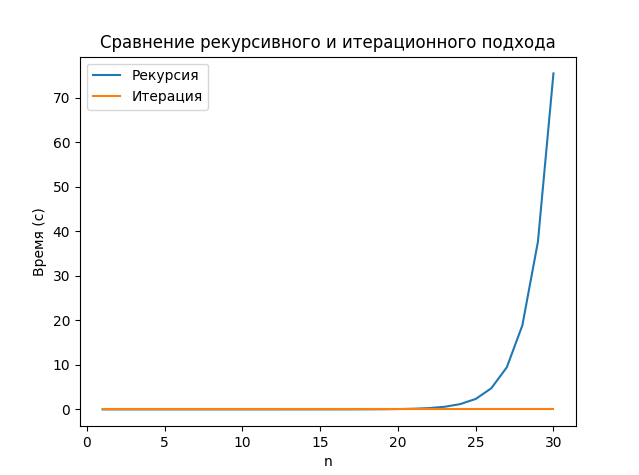 Сравнение рекурсивного и итерационного подхода
Рекурсия
Итерация
Время (с)
70
60
50
40
30
20
10
0
0 5 10 15 20 25 30
n